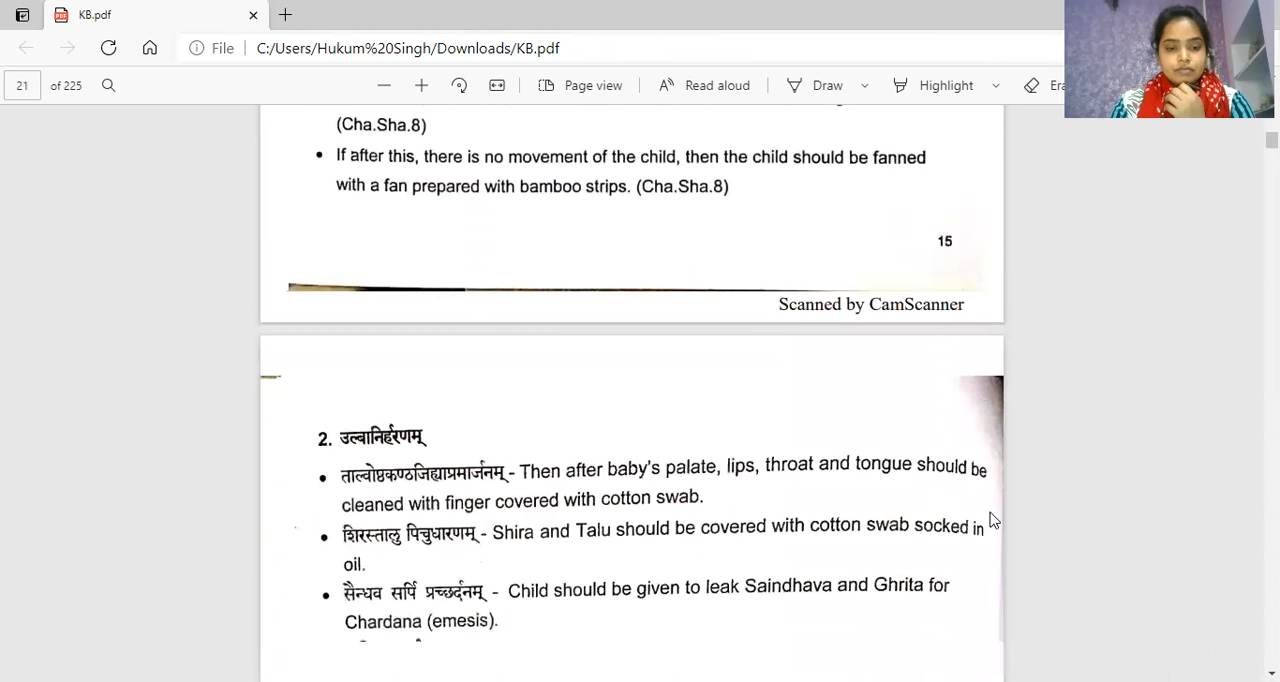 KB.pdf
File C:/Users/Hukum%20Singh/Downloads/KB.pdf
21 of 225 Page view Read aloud Draw Highlight
(Cha.Sha.8)
• If after this, there is no movement of the child, then the child should be fanned
with a fan prepared with bamboo strips. (Cha.Sha.8)
15
Scanned by CamScanner
2. उल्वानिर्हरणम्
• ताल्वोष्ठकण्ठजिह्वाप्रमार्जनम् - Then after baby's palate, lips, throat and tongue should be
cleaned with finger covered with cotton swab.
• शिरस्तालु पिचुधारणम् - Shira and Talu should be covered with cotton swab socked in
oil.
• सैन्धव सर्पि प्रच्छर्दनम् - Child should be given to leak Saindhava and Ghrita for
Chardana (emesis).